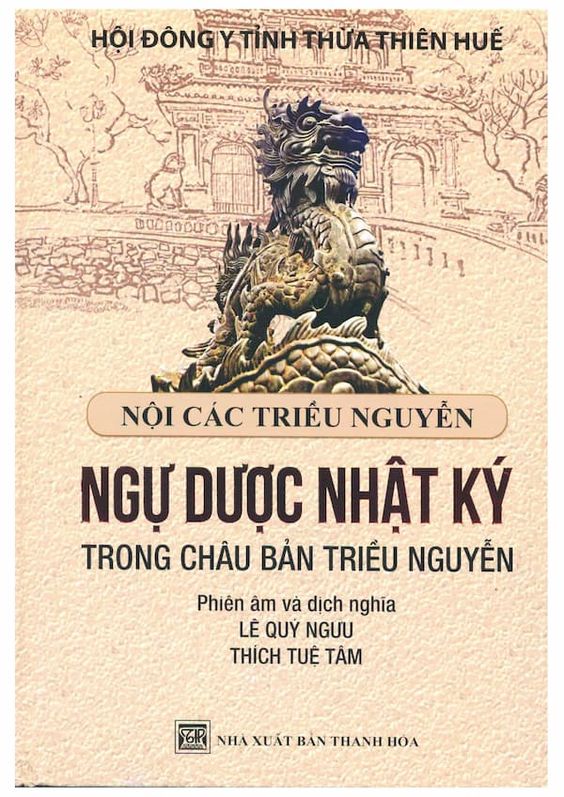 HỘI ĐÔNG Y TỈNH THỪA THIÊN HUẾ
NỘI CÁC TRIỀU NGUYỄN
NGỰ DƯỢC NHẬT KÝ
TRONG CHÂU BẢN TRIỀU NGUYỄN
Phiên âm và dịch nghĩa
LÊ QUÝ NGƯU
THÍCH TUỆ TÂM
NHÀ XUẤT BẢN THANH HÓA